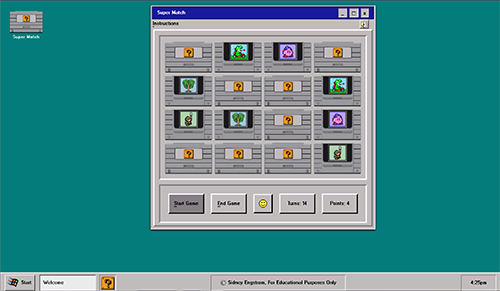 Super Match
Super Match
Instructions
Start Game
End Game
Turns: 14
Points: 4
Start
Welcome
© Sidney Engstrom, For Educational Purposes Only
4:25pm